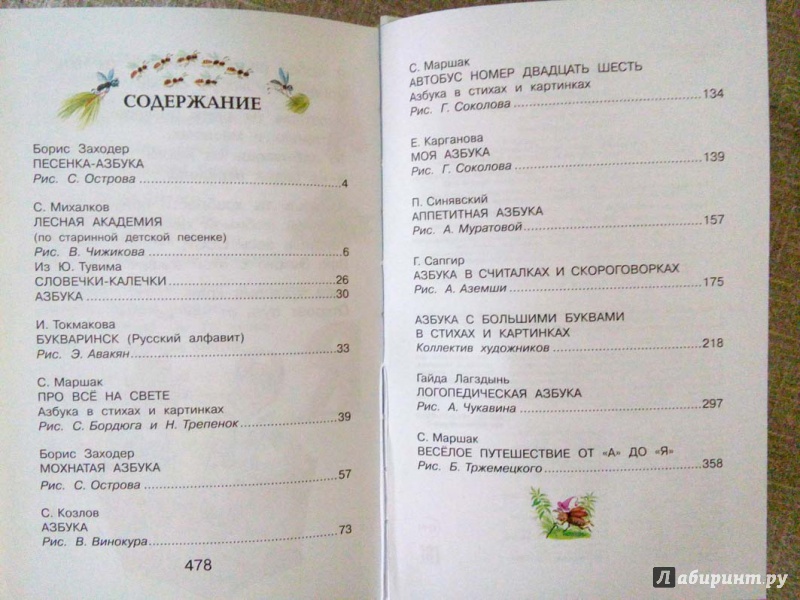 СОДЕРЖАНИЕ
Борис Заходер
ПЕСЕНКА-АЗБУКА
Рис. С. Острова 4
С. Михалков
ЛЕСНАЯ АКАДЕМИЯ
(по старинной детской песенке)
Рис. В. Чижикова 6
Из Ю. Тувима
СЛОВЕЧКИ-КАЛЕЧКИ 26
АЗБУКА 30
И. Токмакова
БУКВАРИНСК (Русский алфавит)
Рис. Э. Авакян 33
С. Маршак
ПРО ВСЁ НА СВЕТЕ
Азбука в стихах и картинках
Рис. С. Бордюга и Н. Трепенок 39
Борис Заходер
МОХНАТАЯ АЗБУКА
Рис. С. Острова 57
С. Козлов
АЗБУКА
Рис. В. Винокура 73
478
С. Маршак
АВТОБУС НОМЕР ДВАДЦАТЬ ШЕСТЬ
Азбука в стихах и картинках
Рис. Г. Соколова 134
Е. Карганова
МОЯ АЗБУКА
Рис. Г. Соколова 139
П. Синявский
АППЕТИТНАЯ АЗБУКА
Рис. А. Муратовой 157
Г. Сапгир
АЗБУКА В СЧИТАЛКАХ И СКОРОГОВОРКАХ
Рис. А. Аземши 175
АЗБУКА С БОЛЬШИМИ БУКВАМИ
В СТИХАХ И КАРТИНКАХ
Коллектив художников 218
Гайда Лагздынь
ЛОГОПЕДИЧЕСКАЯ АЗБУКА
Рис. А. Чукавина 297
С. Маршак
ВЕСЁЛОЕ ПУТЕШЕСТВИЕ ОТ «А» ДО «Я»
Рис. Б. Тржемецкого 358
Лабиринт.ру